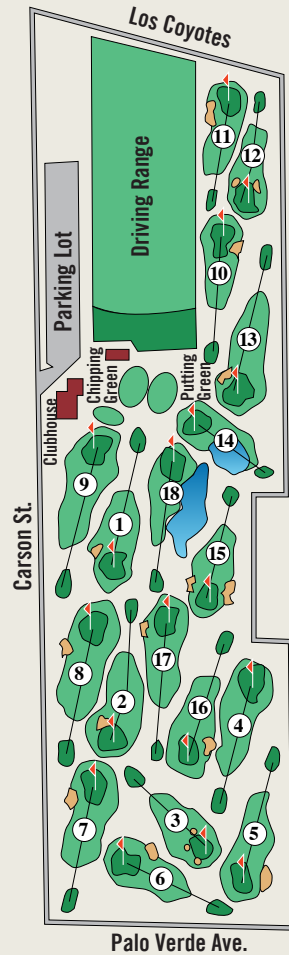 Los Coyotes
11
12
Driving Range
Parking Lot
10
13
Chipping
Green
Putting
Green
Clubhouse
14
9
18
1
15
Carson St.
17
8
2
16
4
7
3
5
6
Palo Verde Ave.